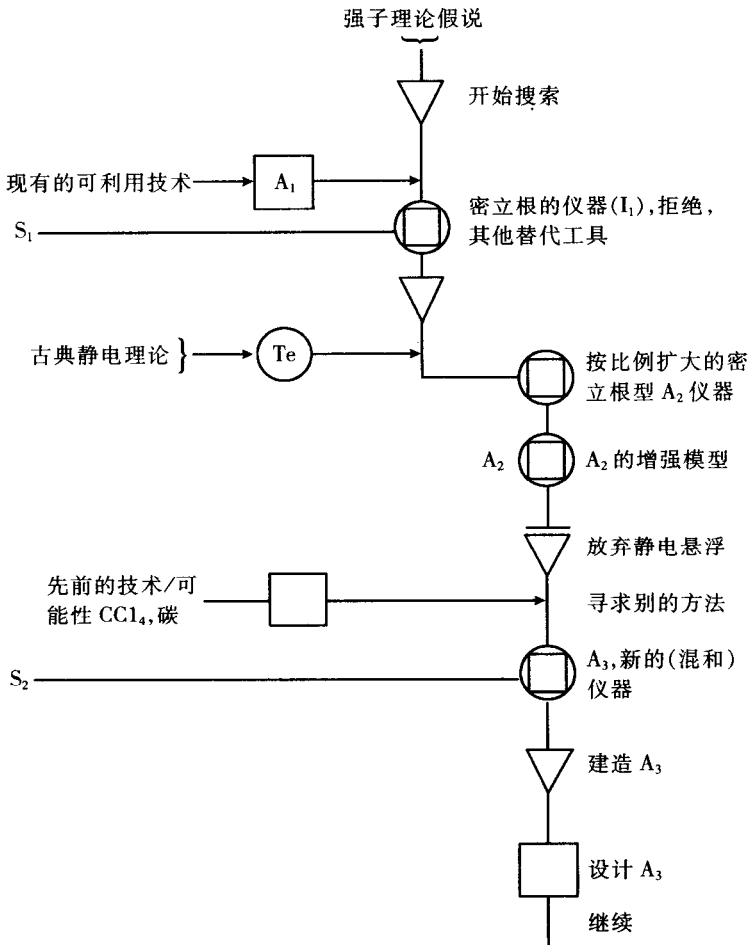 强子理论假说
开始搜索
现有的可利用技术
A₁
密立根的仪器(I₁),拒绝,
其他替代工具
S₁
古典静电理论}
Te
按比例扩大的密
立根型 A₂ 仪器
A₂
A₂ 的增强模型
放弃静电悬浮
先前的技术/可
能性 CCl₄,碳
寻求别的方法
A₃,新的(混和)
仪器
S₂
建造 A₃
设计 A₃
继续